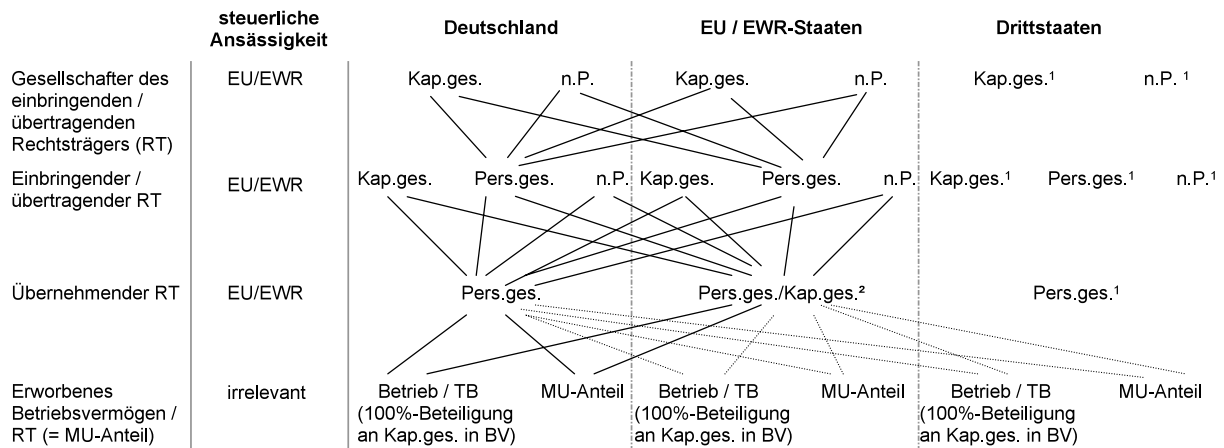 steuerliche
Ansässigkeit
Deutschland
EU / EWR-Staaten
Drittstaaten
Gesellschafter des
einbringenden /
übertragenden
Rechtsträgers (RT)
EU/EWR
Kap.ges. n.P. Kap.ges. n.P. Kap.ges.¹ n.P. ¹
Einbringender /
übertragender RT
EU/EWR
Kap.ges. Pers.ges. n.P. Kap.ges. Pers.ges. n.P. Kap.ges.¹ Pers.ges.¹ n.P.¹
Übernehmender RT
EU/EWR
Pers.ges. Pers.ges./Kap.ges.² Pers.ges.¹
Erworbenes
Betriebsvermögen /
RT (= MU-Anteil)
irrelevant
Betrieb / TB
(100%-Beteiligung
an Kap.ges. in BV)
MU-Anteil
Betrieb / TB
(100%-Beteiligung
an Kap.ges. in BV)
MU-Anteil
Betrieb / TB
(100%-Beteiligung
an Kap.ges. in BV)
MU-Anteil